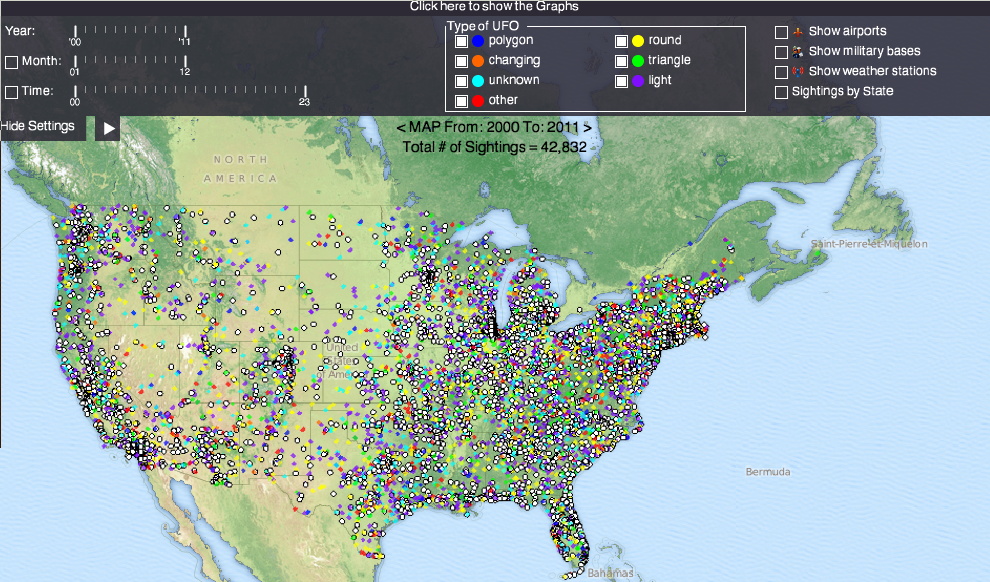 Click here to show the Graphs
Year:
'00
'11
Month:
01
12
Time:
00
23
Type of UFO
polygon
round
changing
triangle
unknown
light
other
Show airports
Show military bases
Show weather stations
Sightings by State
Hide Settings
< MAP From: 2000 To: 2011 >
Total # of Sightings = 42,832
NORTH
AMERICA
Saint-Pierre-et-Miquelon
United
States
of America
Bermuda
Bahamas